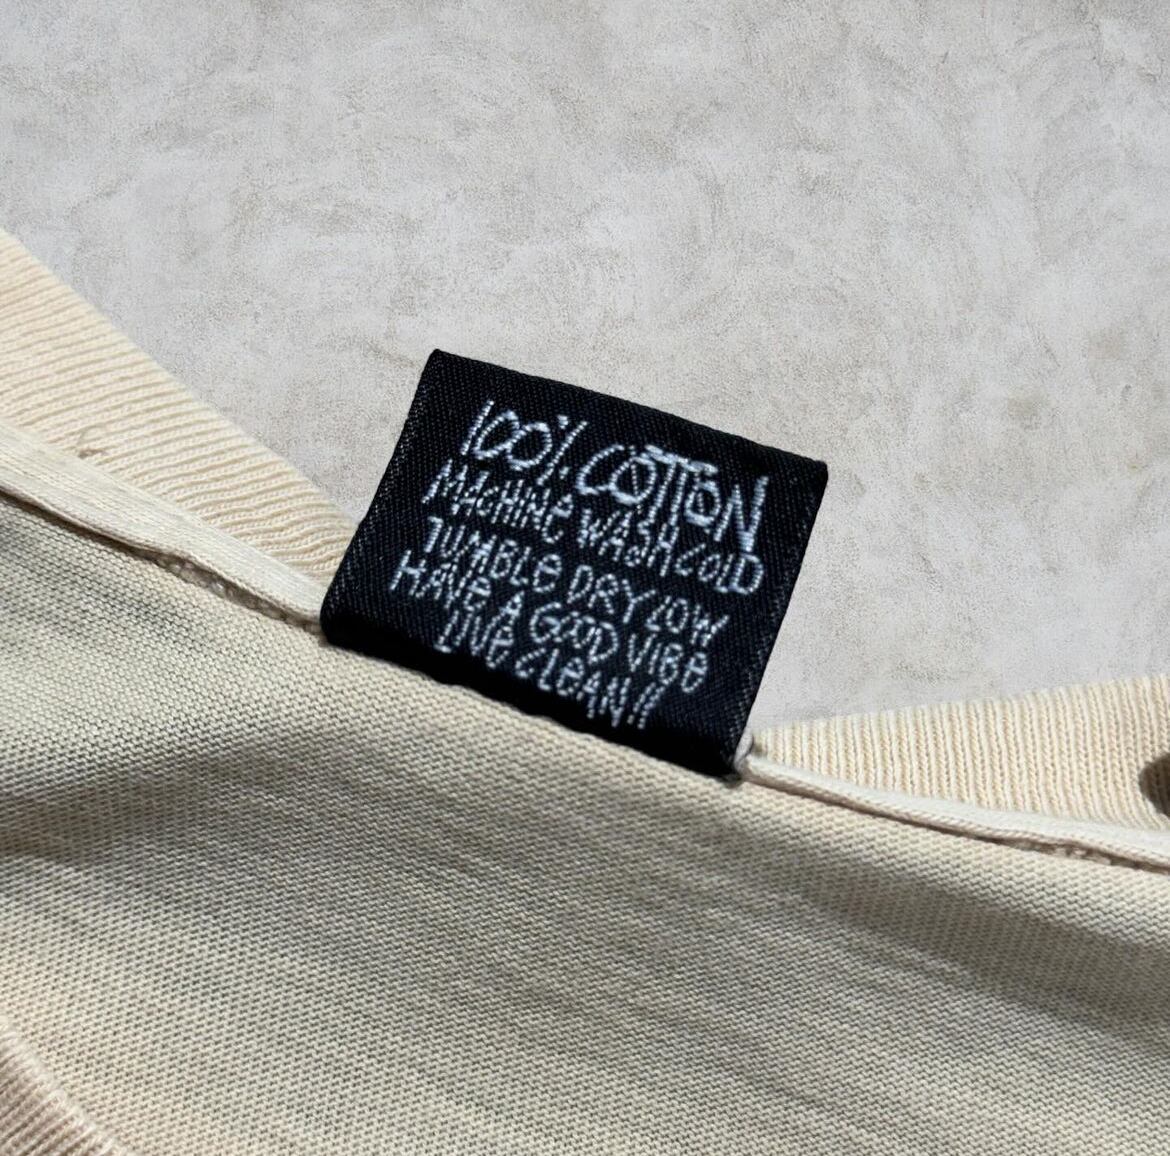 100% COTTON
MACHINE WASH COLD
TUMBLE DRY LOW
HAVE A GOOD VIBE
LIVE CLEAN!!